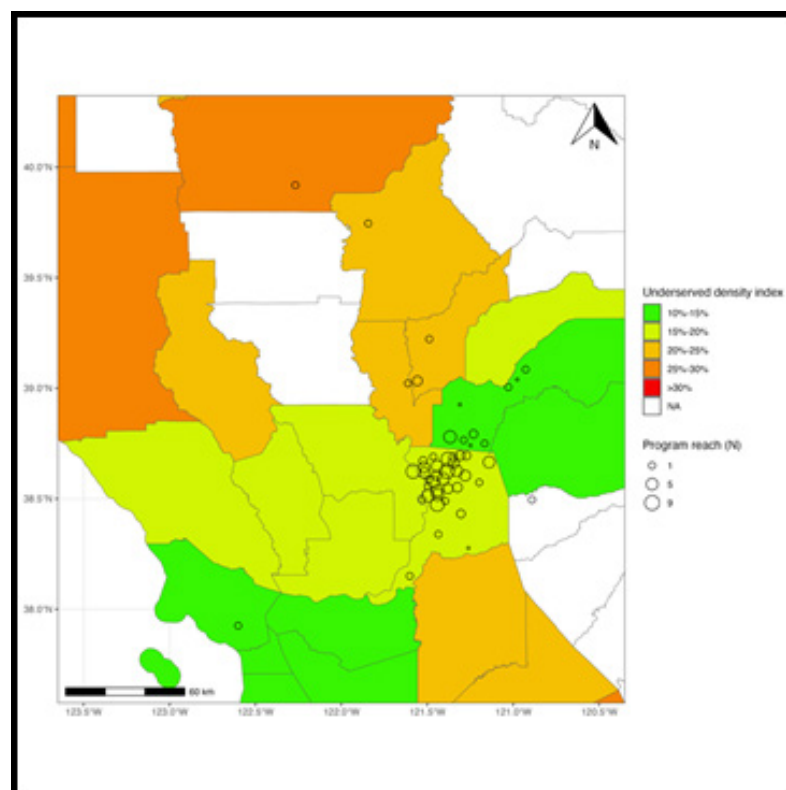 N
40.0°N
39.5°N
39.0°N
38.5°N
38.0°N
Underserved density index
10%-15%
15%-20%
20%-25%
25%-30%
>30%
NA
Program reach (N)
1
5
9
60 km
123.5°W 123.0°W 122.5°W 122.0°W 121.5°W 121.0°W 120.5°W